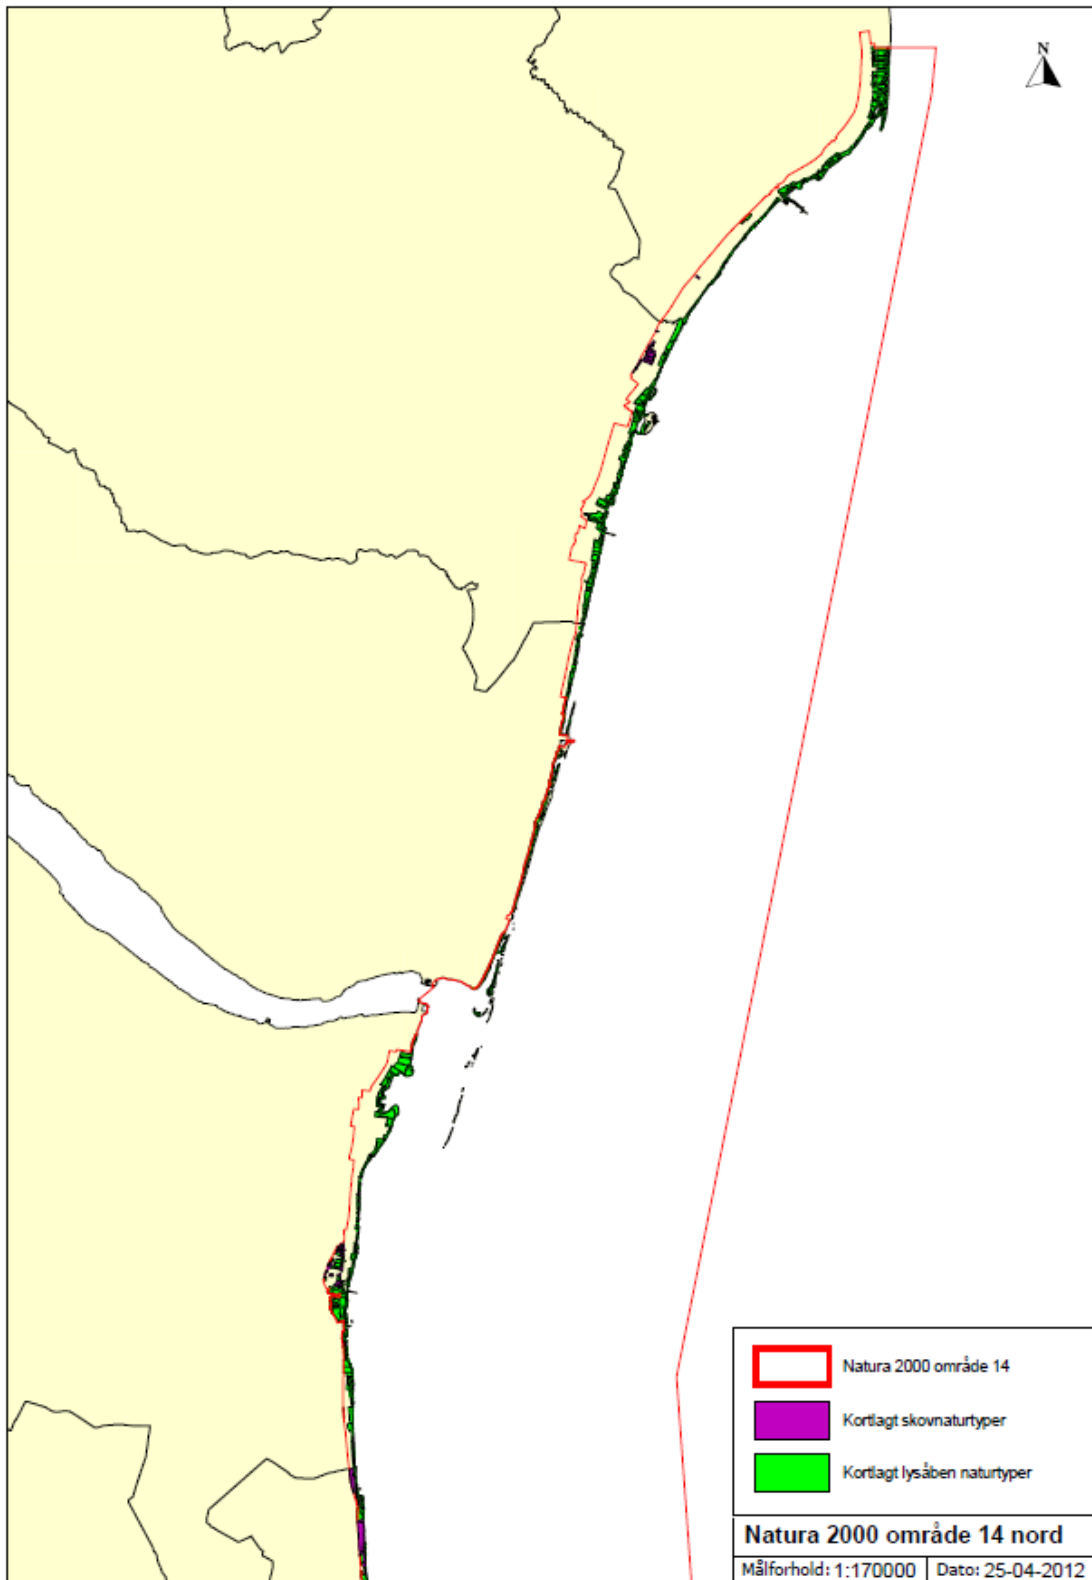 N
Natura 2000 område 14
Kortlagt skovnaturtyper
Kortlagt lysåben naturtyper
Natura 2000 område 14 nord
Målforhold: 1:170000 Dato: 25-04-2012